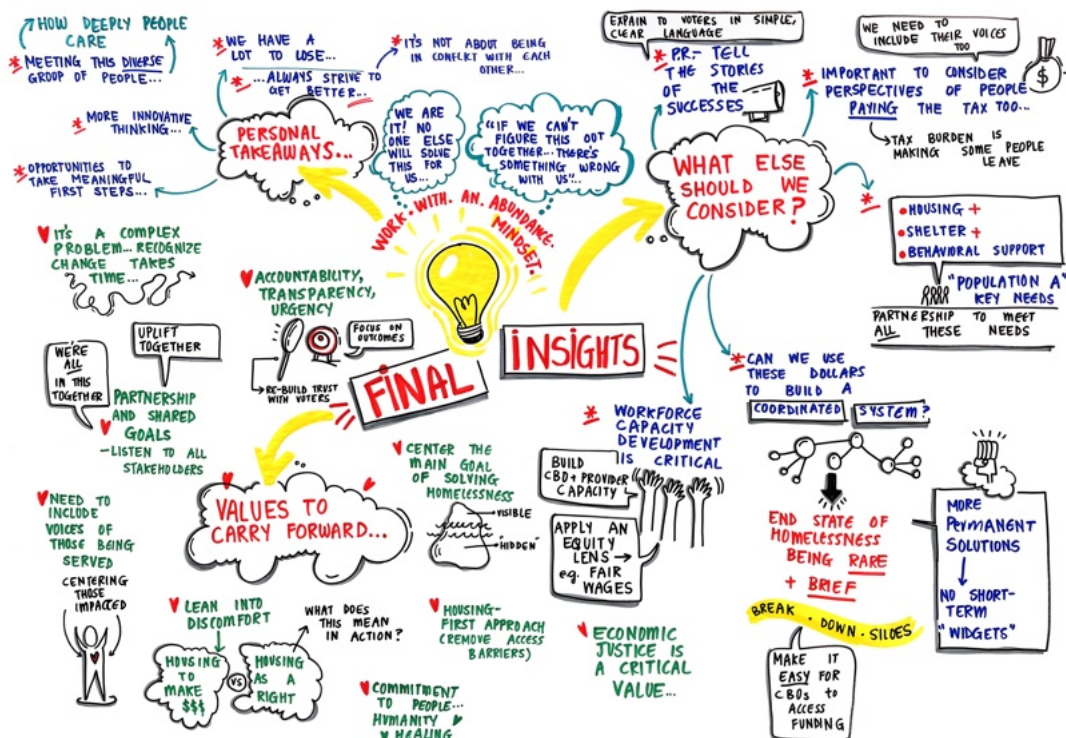 HOW DEEPLY PEOPLE
CARE
* MEETING THIS DIVERSE
GROUP OF PEOPLE...
* WE HAVE A
LOT TO LOSE...
* ...ALWAYS STRIVE TO
GET BETTER...
* IT'S NOT ABOUT BEING
IN CONFLICT WITH EACH
OTHER...
* MORE INNOVATIVE
THINKING...
* OPPORTUNITIES TO
TAKE MEANINGFUL
FIRST STEPS...
PERSONAL
TAKEAWAYS...
WE ARE
IT! NO
ONE ELSE
WILL SOLVE
THIS FOR
US...
"IF WE CAN'T
FIGURE THIS OUT
TOGETHER... THERE'S
SOMETHING WRONG
WITH US"...
WORK.WITH.AN.ABUNDANCE.
MINDSET.
FINAL
INSIGHTS
EXPAIN TO VOTERS IN SIMPLE,
CLEAR LANGUAGE
* P.R.- TELL
THE STORIES
OF THE
SUCCESSES
WE NEED TO
INCLUDE THEIR VOICES
TOO
$
* IMPORTANT TO CONSIDER
PERSPECTIVES OF PEOPLE
PAYING THE TAX TOO...
TAX BURDEN IS
MAKING SOME PEOPLE
LEAVE
WHAT ELSE
SHOULD WE
CONSIDER?
*
• HOUSING +
• SHELTER +
• BEHAVIORAL SUPPORT
"POPULATION A"
KEY NEEDS
PARTNERSHIP TO MEET
ALL THESE NEEDS
* CAN WE USE
THESE DOLLARS
TO BUILD A
COORDINATED SYSTEM?
END STATE OF
HOMELESSNESS
BEING RARE
+ BRIEF
BREAK . DOWN . SILOES
MAKE IT
EASY FOR
CBOs TO
ACCESS
FUNDING
MORE
PERMANENT
SOLUTIONS
NO SHORT-
TERM
"WIDGETS"
* WORKFORCE
CAPACITY
DEVELOPMENT
IS CRITICAL
BUILD
CBO + PROVIDER
CAPACITY
APPLY AN
EQUITY
LENS →
eg. FAIR
WAGES
IT'S A COMPLEX
PROBLEM... RECOGNIZE
CHANGE TAKES
TIME...
ACCOUNTABILITY,
TRANSPARENCY,
URGENCY
FOCUS ON
OUTCOMES
RE-BUILD TRUST
WITH VOTERS
UPLIFT
TOGETHER
WE'RE
ALL
IN THIS
TOGETHER
PARTNERSHIP
AND SHARED
GOALS
- LISTEN TO ALL
STAKEHOLDERS
VALUES TO
CARRY FORWARD...
CENTER THE
MAIN GOAL
OF SOLVING
HOMELESSNESS
VISIBLE
"HIDDEN"
NEED TO
INCLUDE
VOICES OF
THOSE BEING
SERVED
CENTERING
THOSE
IMPACTED
LEAN INTO
DISCOMFORT
HOUSING
TO
MAKE
$$$
VS
HOUSING
AS A
RIGHT
WHAT DOES
THIS MEAN
IN ACTION?
HOUSING-
FIRST APPROACH
(REMOVE ACCESS
BARRIERS)
ECONOMIC
JUSTICE IS
A CRITICAL
VALUE...
COMMITMENT
TO PEOPLE...
HUMANITY
HEALING